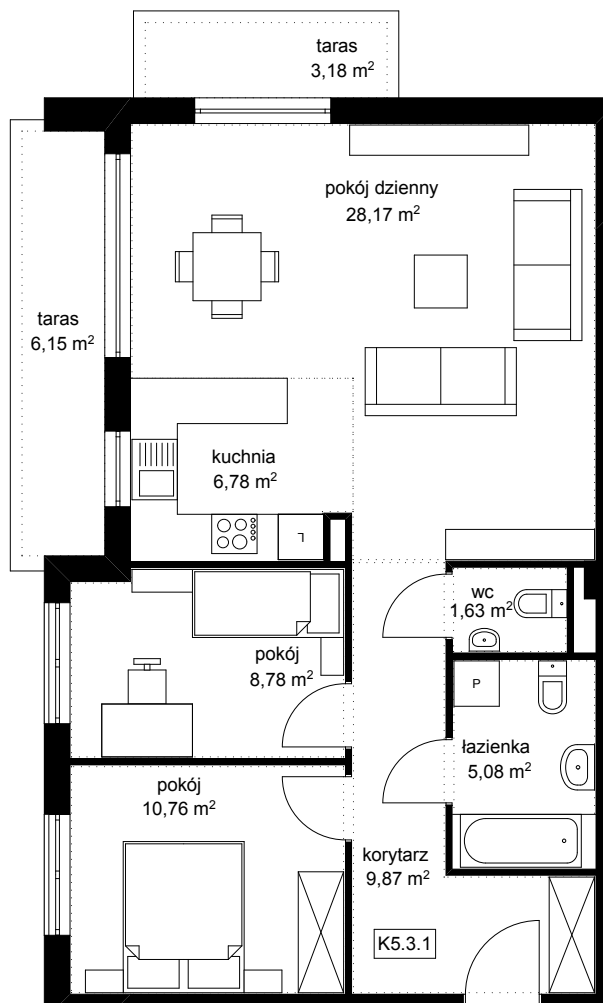 taras
3,18 m²
pokój dzienny
28,17 m²
taras
6,15 m²
kuchnia
6,78 m²
L
wc
1,63 m²
pokój
8,78 m²
P
łazienka
5,08 m²
pokój
10,76 m²
korytarz
9,87 m²
K5.3.1